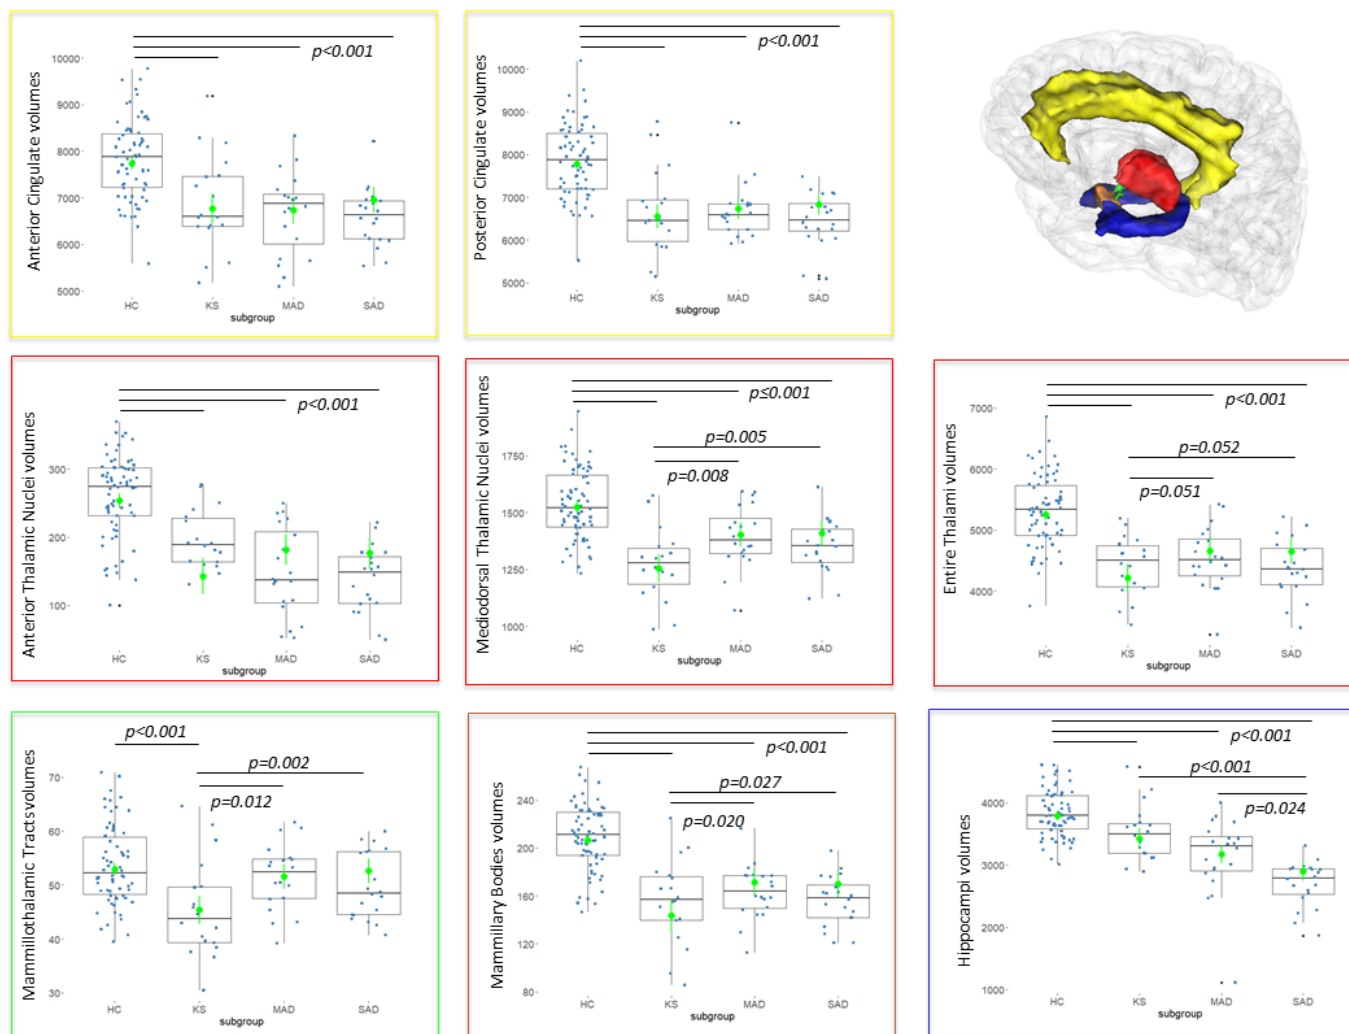 Anterior Cingulate volumes
p<0.001
10000
9000
8000
7000
6000
5000
HC KS MAD SAD
subgroup
Posterior Cingulate volumes
p<0.001
10000
9000
8000
7000
6000
5000
HC KS MAD SAD
subgroup
Anterior Thalamic Nuclei volumes
p<0.001
300
200
100
HC KS MAD SAD
subgroup
Mediodorsal Thalamic Nuclei volumes
p≤0.001
p=0.005
p=0.008
1750
1500
1250
1000
HC KS MAD SAD
subgroup
Entire Thalami volumes
p<0.001
p=0.052
p=0.051
7000
6000
5000
4000
HC KS MAD SAD
subgroup
Mammillothalamic Tracts volumes
p<0.001
p=0.002
p=0.012
70
60
50
40
30
HC KS MAD SAD
subgroup
Mammillary Bodies volumes
p<0.001
p=0.027
p=0.020
240
200
160
120
80
HC KS MAD SAD
subgroup
Hippocampi volumes
p<0.001
p<0.001
p=0.024
4000
3000
2000
1000
HC KS MAD SAD
subgroup